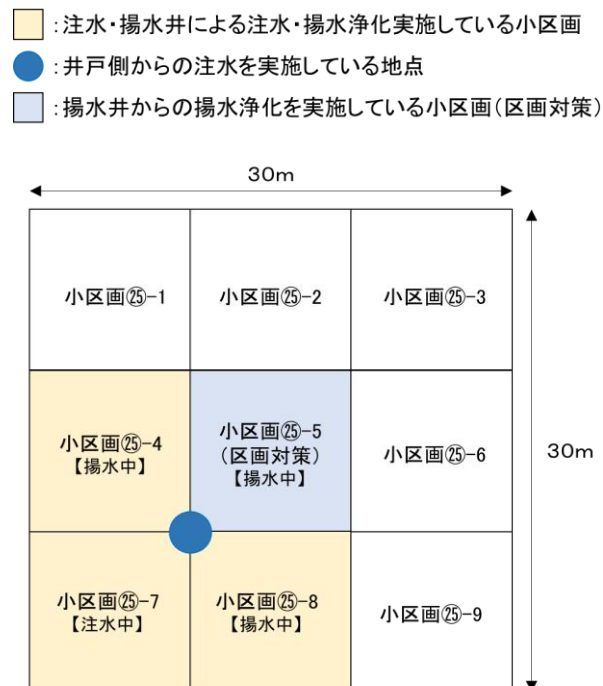 ：注水・揚水井による注水・揚水浄化実施している小区画
：井戸側からの注水を実施している地点
：揚水井からの揚水浄化を実施している小区画（区画対策）
30m
小区画㉕-1
小区画㉕-2
小区画㉕-3
小区画㉕-4
【揚水中】
小区画㉕-5
（区画対策）
【揚水中】
小区画㉕-6
30m
小区画㉕-7
【注水中】
小区画㉕-8
【揚水中】
小区画㉕-9